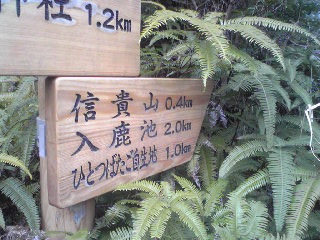 神社 1.2km
信貴山 0.4km
入鹿池 2.0km
ひとつばたご自生地 1.0km